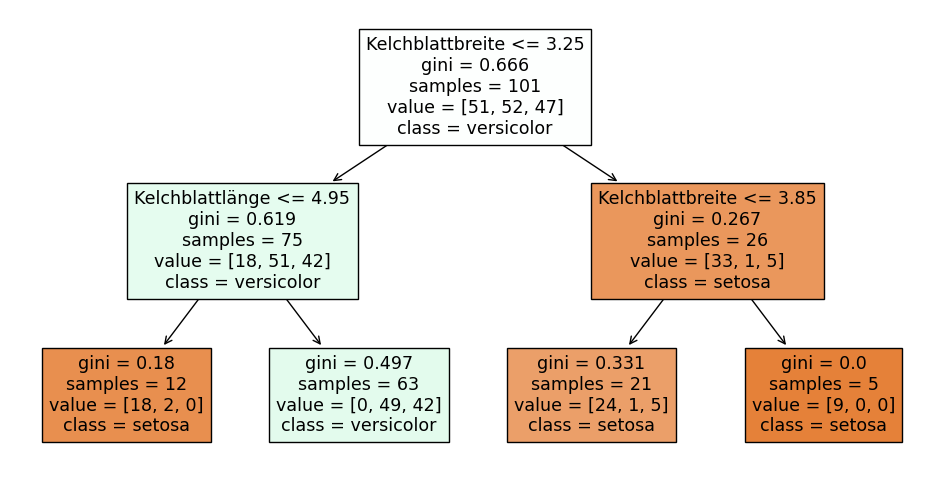 Kelchblattbreite <= 3.25
gini = 0.666
samples = 101
value = [51, 52, 47]
class = versicolor
Kelchblattlänge <= 4.95
gini = 0.619
samples = 75
value = [18, 51, 42]
class = versicolor
Kelchblattbreite <= 3.85
gini = 0.267
samples = 26
value = [33, 1, 5]
class = setosa
gini = 0.18
samples = 12
value = [18, 2, 0]
class = setosa
gini = 0.497
samples = 63
value = [0, 49, 42]
class = versicolor
gini = 0.331
samples = 21
value = [24, 1, 5]
class = setosa
gini = 0.0
samples = 5
value = [9, 0, 0]
class = setosa